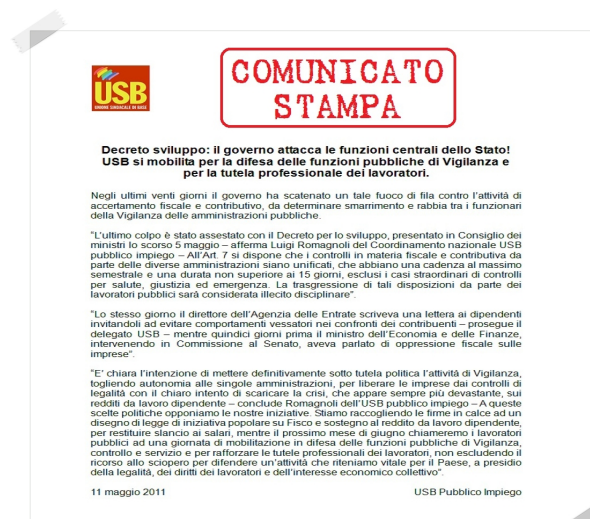 USB
UNIONE SINDACALE DI BASE
COMUNICATO
STAMPA
Decreto sviluppo: il governo attacca le funzioni centrali dello Stato!
USB si mobilita per la difesa delle funzioni pubbliche di Vigilanza e
per la tutela professionale dei lavoratori.
Negli ultimi venti giorni il governo ha scatenato un tale fuoco di fila contro l'attività di
accertamento fiscale e contributivo, da determinare smarrimento e rabbia tra i funzionari
della Vigilanza delle amministrazioni pubbliche.
"L'ultimo colpo è stato assestato con il Decreto per lo sviluppo, presentato in Consiglio dei
ministri lo scorso 5 maggio – afferma Luigi Romagnoli del Coordinamento nazionale USB
pubblico impiego – All'Art. 7 si dispone che i controlli in materia fiscale e contributiva da
parte delle diverse amministrazioni siano unificati, che abbiano una cadenza al massimo
semestrale e una durata non superiore ai 15 giorni, esclusi i casi straordinari di controlli
per salute, giustizia ed emergenza. La trasgressione di tali disposizioni da parte dei
lavoratori pubblici sarà considerata illecito disciplinare".
"Lo stesso giorno il direttore dell'Agenzia delle Entrate scriveva una lettera ai dipendenti
invitandoli ad evitare comportamenti vessatori nei confronti dei contribuenti – prosegue il
delegato USB – mentre quindici giorni prima il ministro dell'Economia e delle Finanze,
intervenendo in Commissione al Senato, aveva parlato di oppressione fiscale sulle
imprese".
"E' chiara l'intenzione di mettere definitivamente sotto tutela politica l'attività di Vigilanza,
togliendo autonomia alle singole amministrazioni, per liberare le imprese dai controlli di
legalità con il chiaro intento di scaricare la crisi, che appare sempre più devastante, sui
redditi da lavoro dipendente – conclude Romagnoli dell'USB pubblico impiego – A queste
scelte politiche opponiamo le nostre iniziative. Stiamo raccogliendo le firme in calce ad un
disegno di legge di iniziativa popolare su Fisco e sostegno al reddito da lavoro dipendente,
per restituire slancio ai salari, mentre il prossimo mese di giugno chiameremo i lavoratori
pubblici ad una giornata di mobilitazione in difesa delle funzioni pubbliche di Vigilanza,
controllo e servizio e per rafforzare le tutele professionali dei lavoratori, non escludendo il
ricorso allo sciopero per difendere un'attività che riteniamo vitale per il Paese, a presidio
della legalità, dei diritti dei lavoratori e dell'interesse economico collettivo".
11 maggio 2011 USB Pubblico Impiego